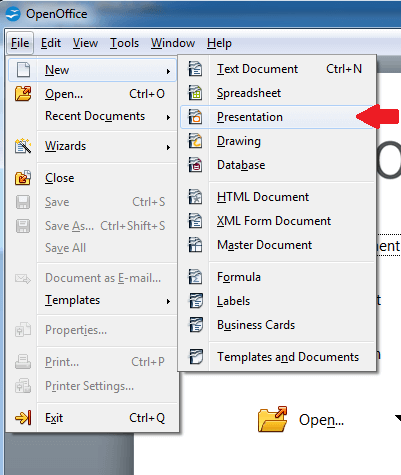 OpenOffice
File Edit View Tools Window Help
New
Open... Ctrl+O
Recent Documents
Wizards
Close
Save Ctrl+S
Save As... Ctrl+Shift+S
Save All
Document as E-mail...
Templates
Properties...
Print... Ctrl+P
Printer Settings...
Exit Ctrl+Q
Text Document Ctrl+N
Spreadsheet
Presentation
Drawing
Database
HTML Document
XML Form Document
Master Document
Formula
Labels
Business Cards
Templates and Documents
Open...